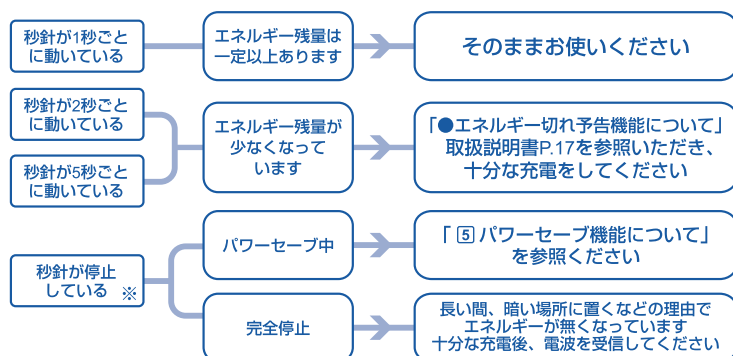 秒針が1秒ごと
に動いている
エネルギー残量は
一定以上あります
そのままお使いください
秒針が2秒ごと
に動いている
秒針が5秒ごと
に動いている
エネルギー残量が
少なくなって
います
「●エネルギー切れ予告機能について」
取扱説明書P.17を参照いただき、
十分な充電をしてください
秒針が停止
している ※
パワーセーブ中
「 5 パワーセーブ機能について」
を参照ください
完全停止
長い間、暗い場所に置くなどの理由で
エネルギーが無くなっています
十分な充電後、電波を受信してください